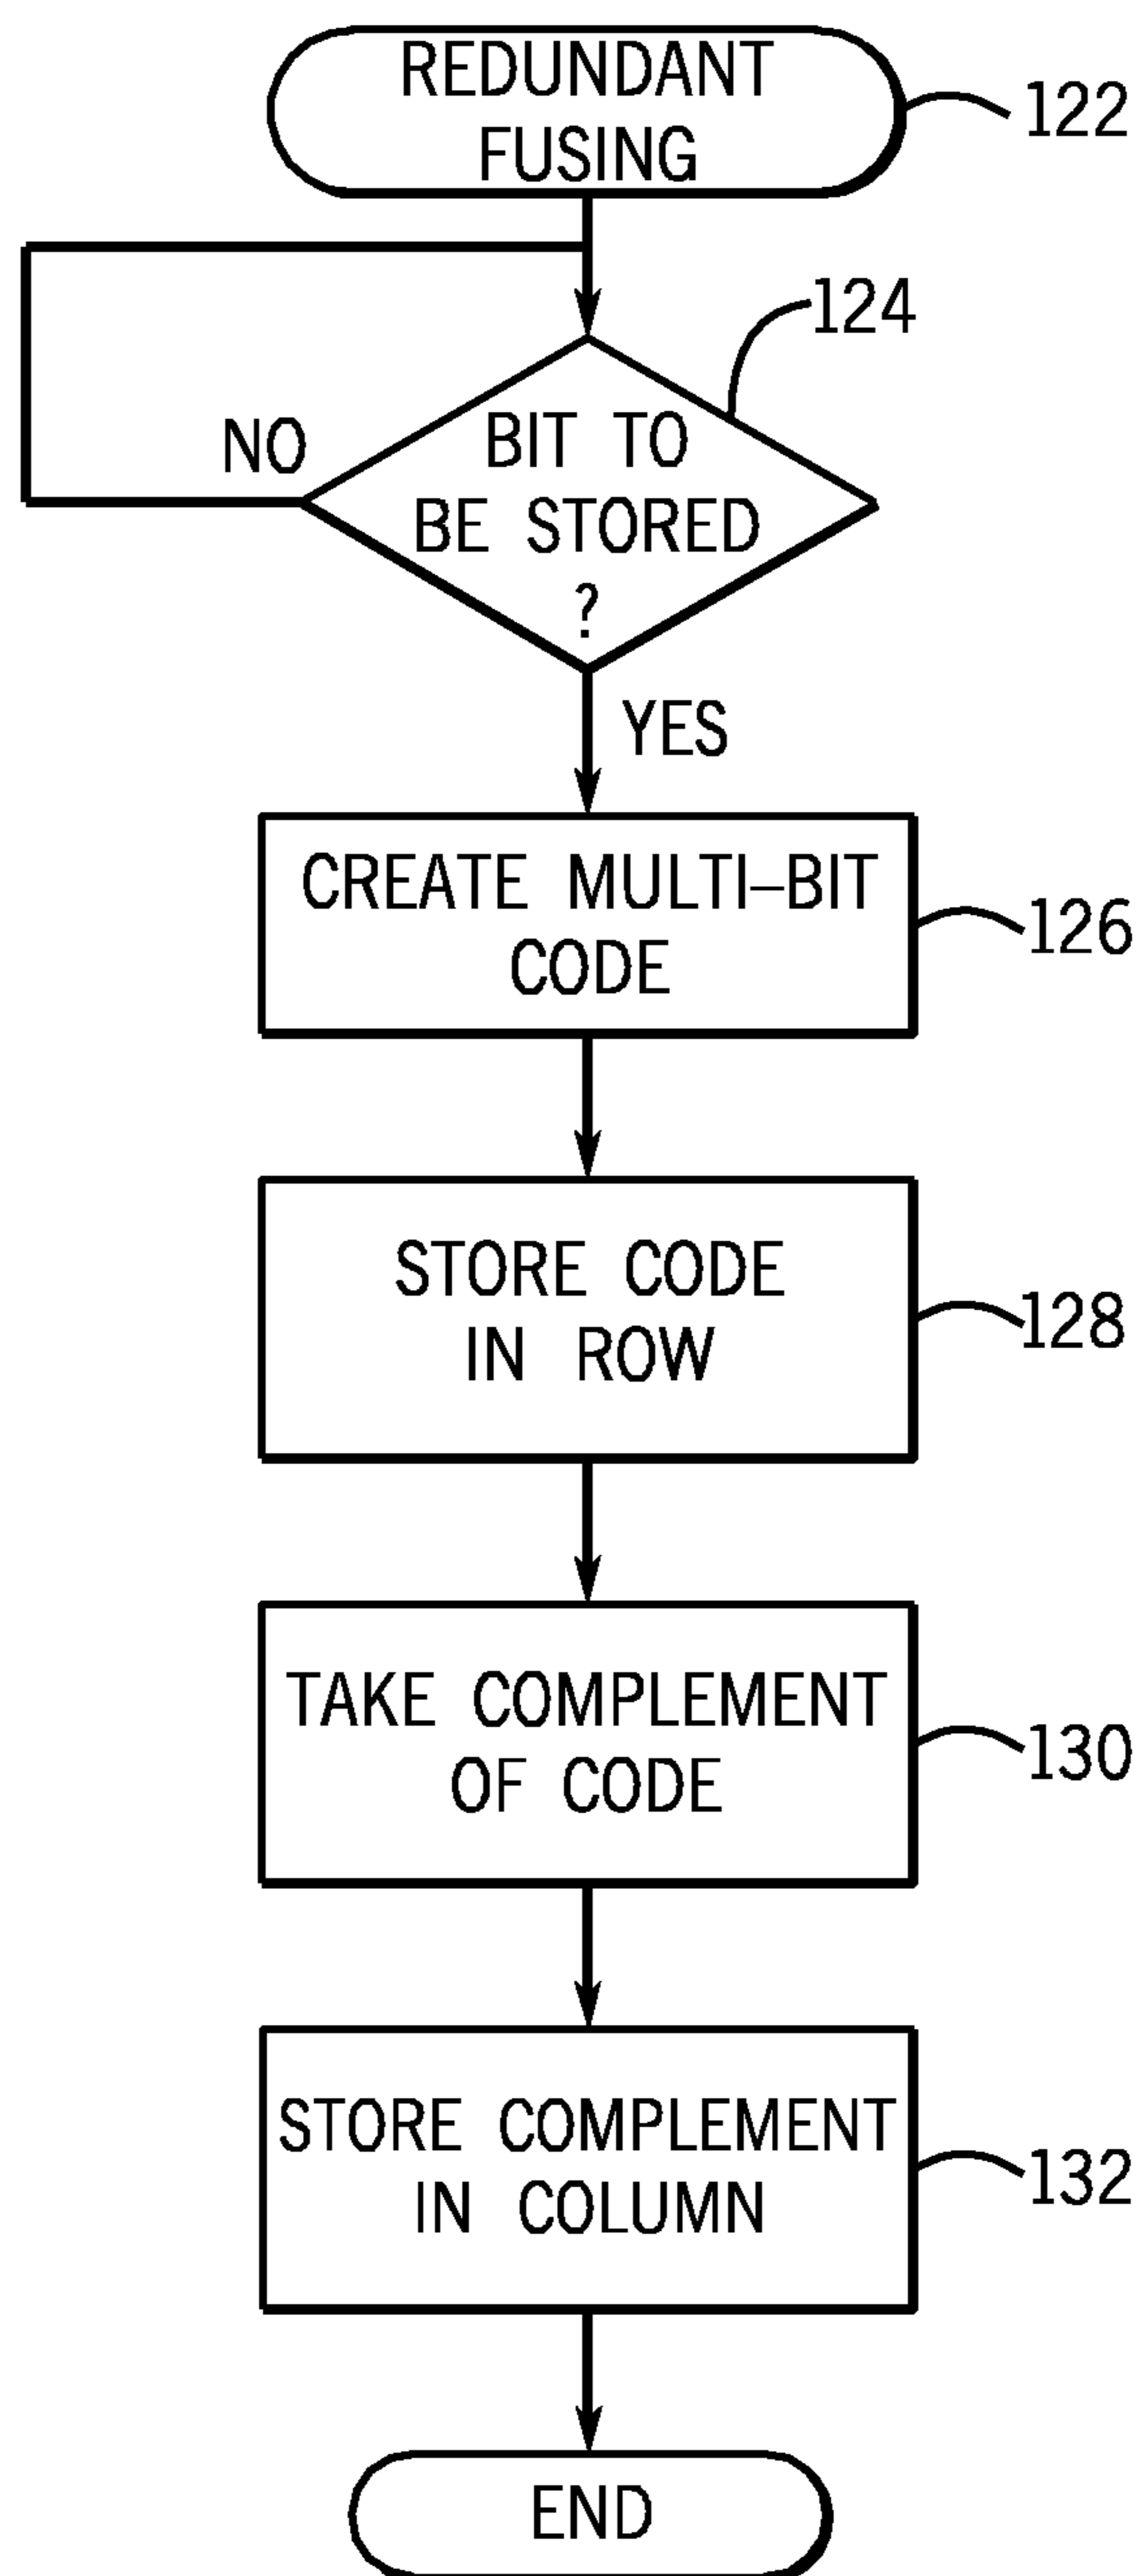 REDUNDANT
FUSING
122
124
BIT TO
BE STORED
?
NO
YES
CREATE MULTI–BIT
CODE
126
STORE CODE
IN ROW
128
TAKE COMPLEMENT
OF CODE
130
STORE COMPLEMENT
IN COLUMN
132
END